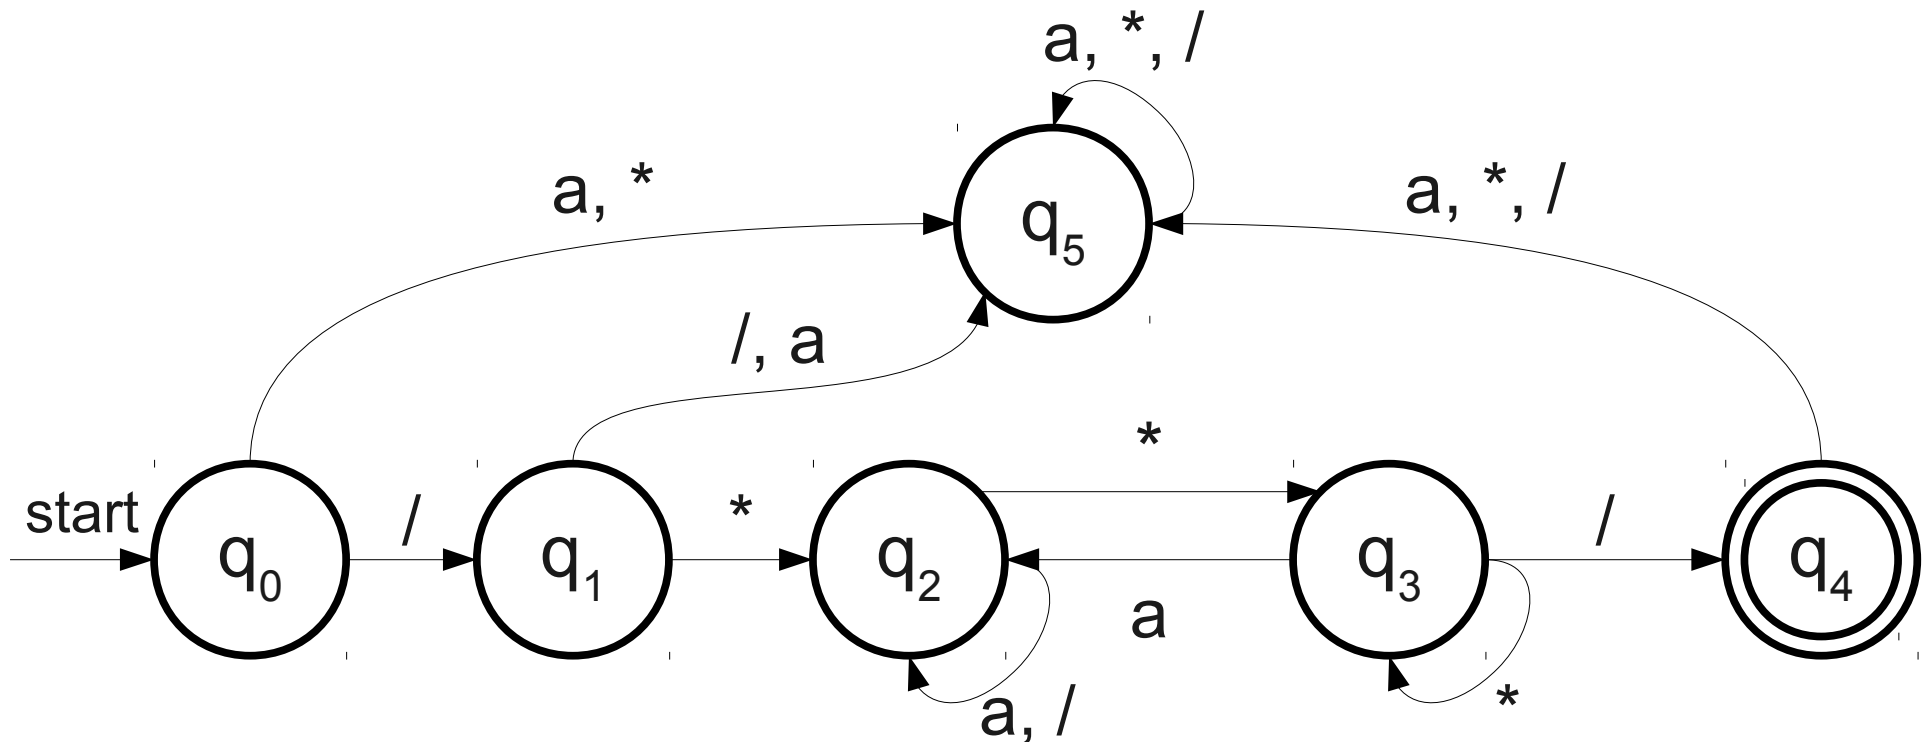 a, *, /
a, *
a, *, /
q5
/, a
*
start
/
*
/
q0
q1
q2
q3
q4
a
a, /
*